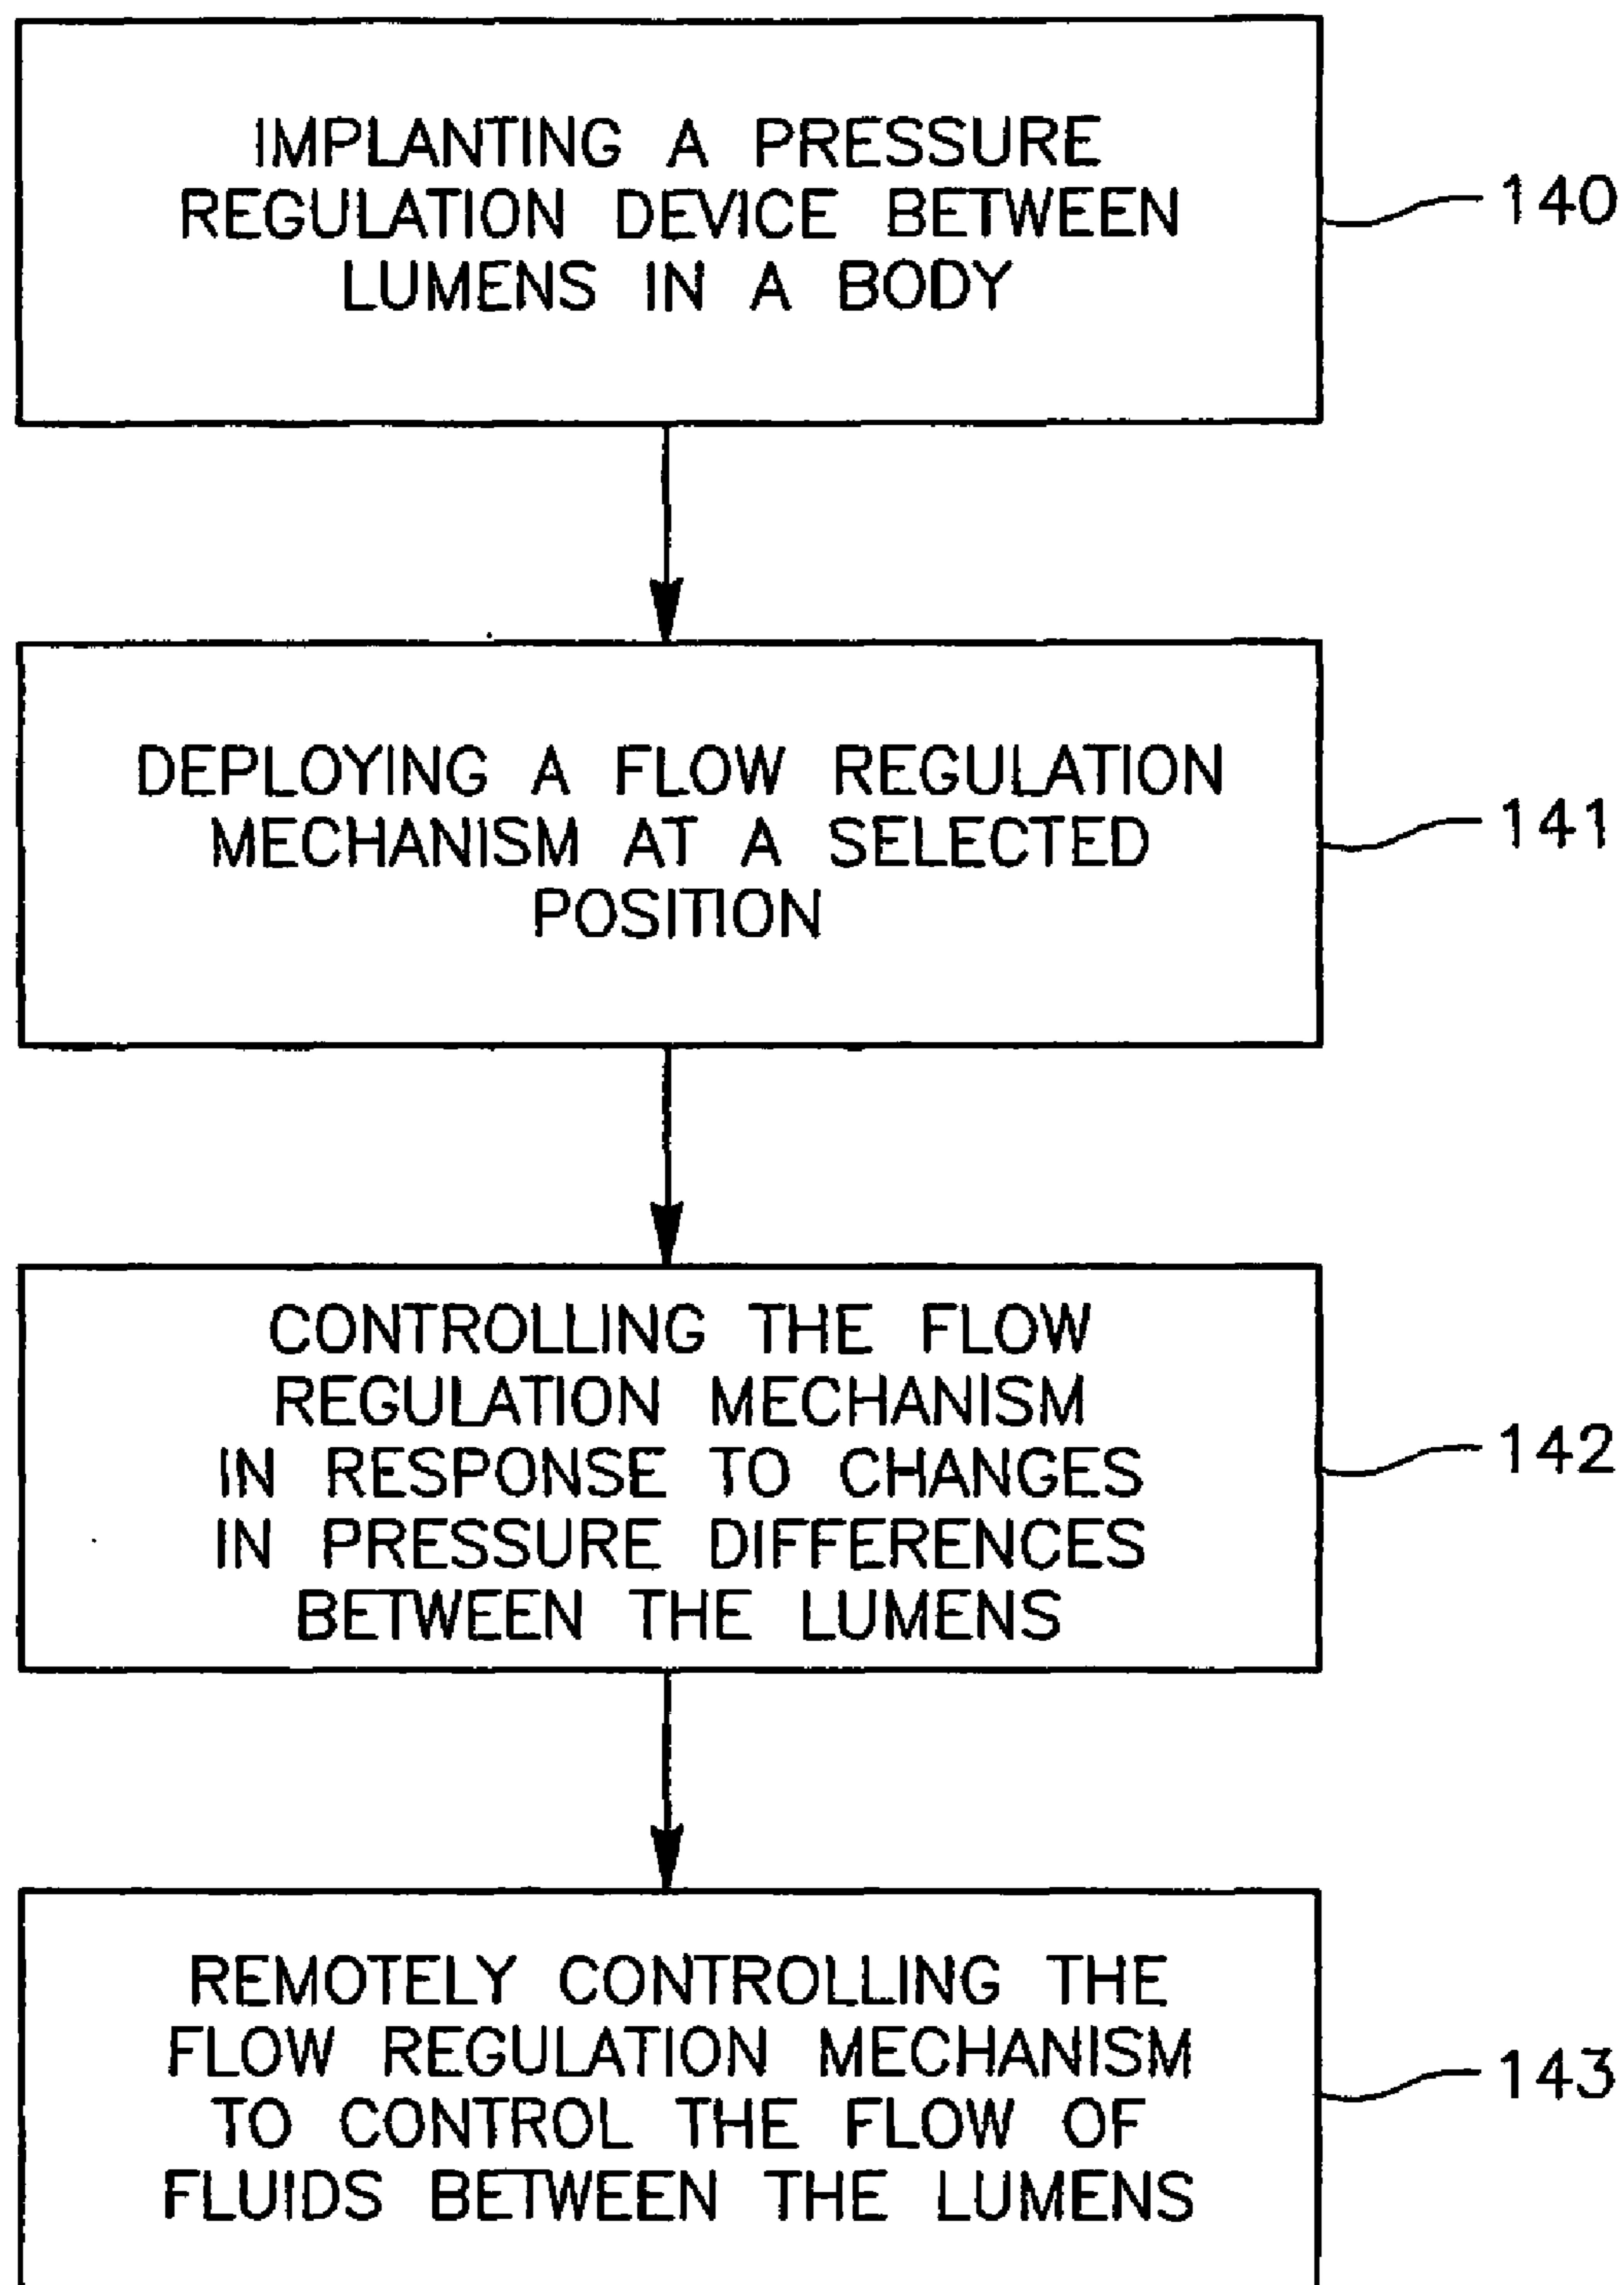 IMPLANTING A PRESSURE
REGULATION DEVICE BETWEEN
LUMENS IN A BODY
140
DEPLOYING A FLOW REGULATION
MECHANISM AT A SELECTED
POSITION
141
CONTROLLING THE FLOW
REGULATION MECHANISM
IN RESPONSE TO CHANGES
IN PRESSURE DIFFERENCES
BETWEEN THE LUMENS
142
REMOTELY CONTROLLING THE
FLOW REGULATION MECHANISM
TO CONTROL THE FLOW OF
FLUIDS BETWEEN THE LUMENS
143